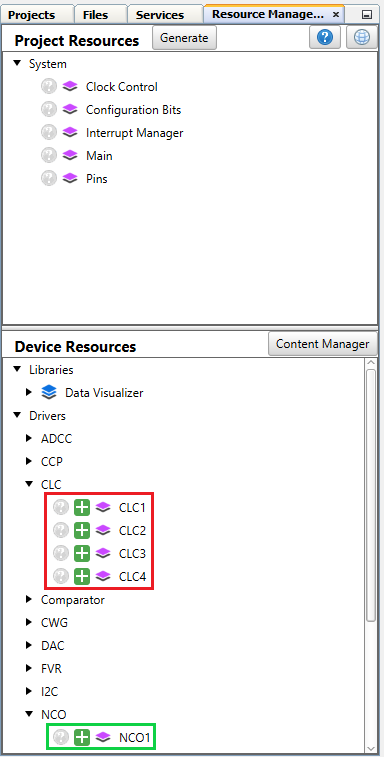 Projects Files Services Resource Manage... ×
Project Resources Generate ?
System
? Clock Control
? Configuration Bits
? Interrupt Manager
? Main
? Pins
Device Resources Content Manager
Libraries
Data Visualizer
Drivers
ADCC
CCP
CLC
? + CLC1
? + CLC2
? + CLC3
? + CLC4
Comparator
CWG
DAC
FVR
I2C
NCO
? + NCO1